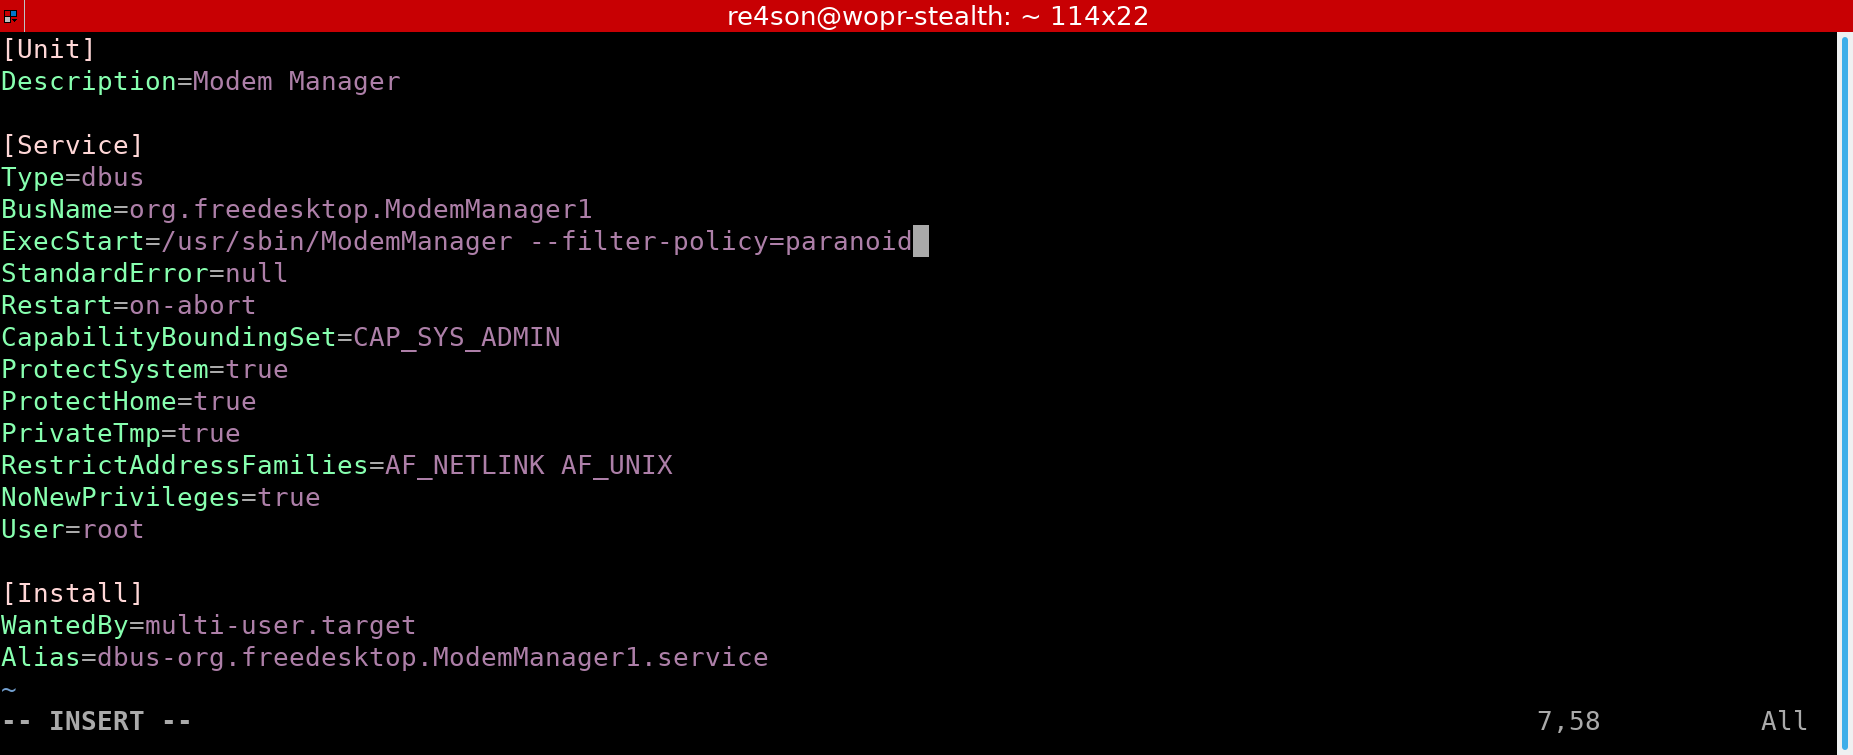 re4son@wopr-stealth: ~ 114x22
[Unit]
Description=Modem Manager
[Service]
Type=dbus
BusName=org.freedesktop.ModemManager1
ExecStart=/usr/sbin/ModemManager --filter-policy=paranoid
StandardError=null
Restart=on-abort
CapabilityBoundingSet=CAP_SYS_ADMIN
ProtectSystem=true
ProtectHome=true
PrivateTmp=true
RestrictAddressFamilies=AF_NETLINK AF_UNIX
NoNewPrivileges=true
User=root
[Install]
WantedBy=multi-user.target
Alias=dbus-org.freedesktop.ModemManager1.service
~
-- INSERT -- 7,58 All